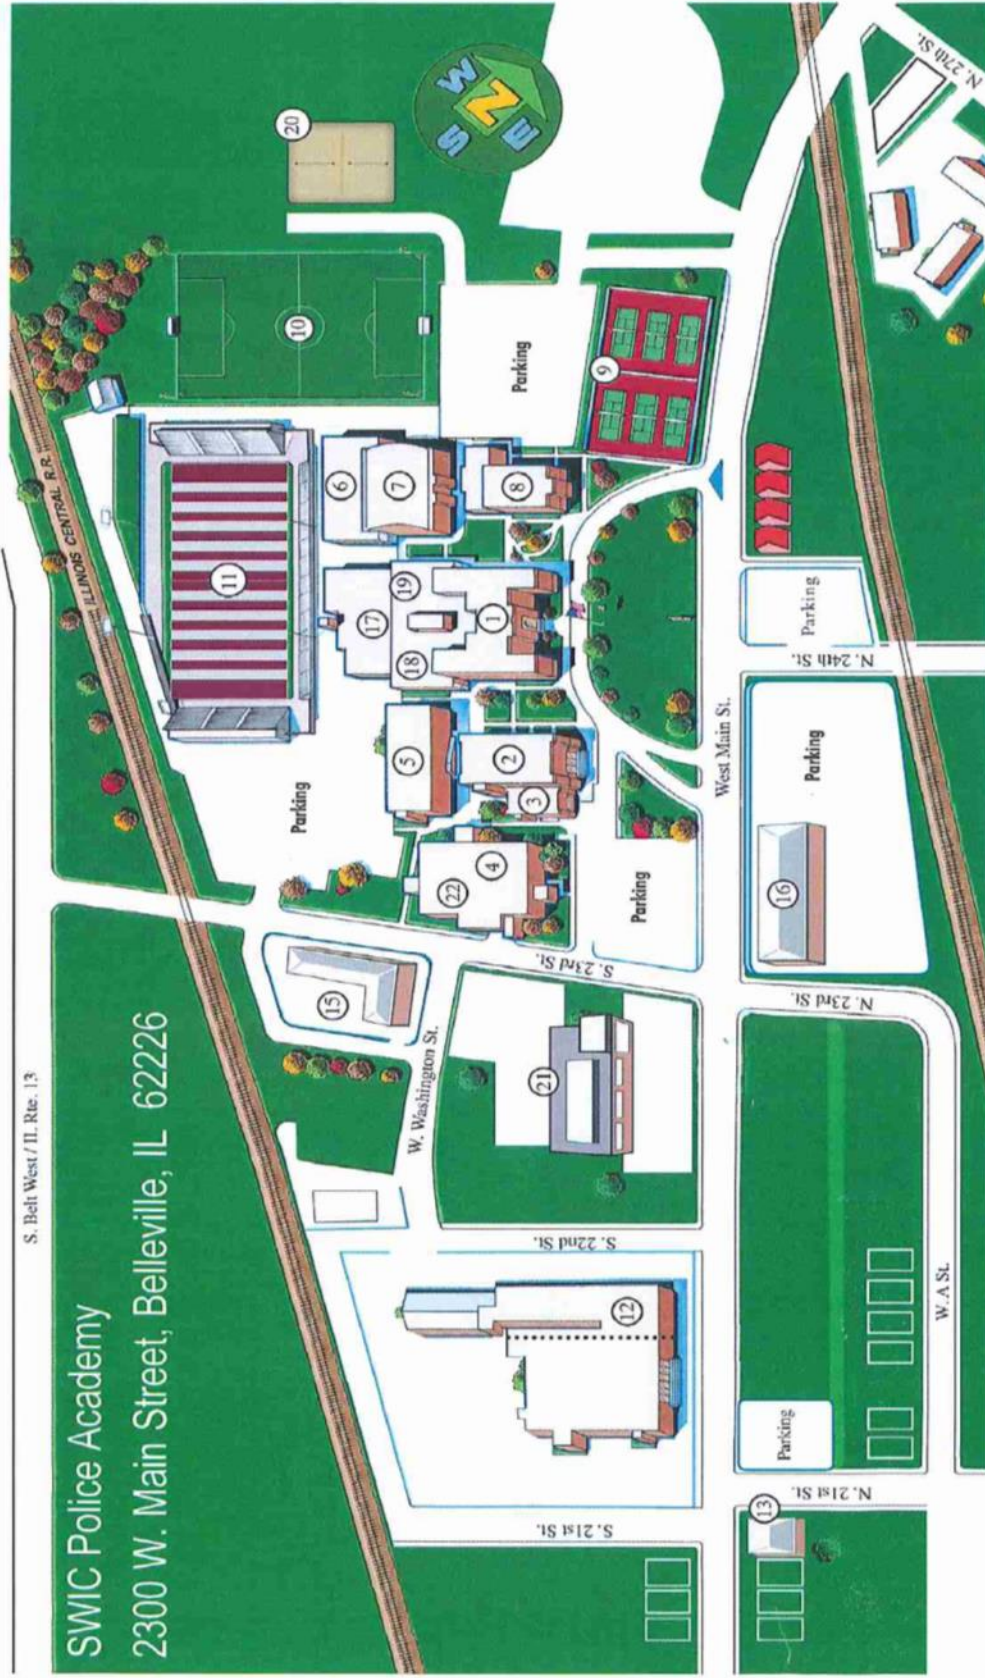 S. Belt West / Il. Rte. 13
SWIC Police Academy
2300 W. Main Street, Belleville, IL 62226
ILLINOIS CENTRAL R.R.
20
W
S
N
E
10
11
Parking
9
6
7
8
17
19
18
1
5
2
3
Parking
22
4
Parking
15
S. 23rd St.
W. Washington St.
21
S. 22nd St.
12
S. 21st St.
West Main St.
N. 27th St.
Parking
N. 24th St.
Parking
16
N. 23rd St.
Parking
W. A St.
N. 21st St.
13